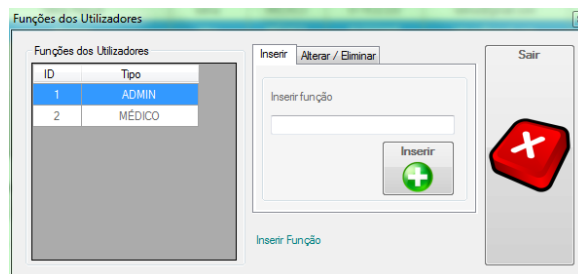 Funções dos Utilizadores
Funções dos Utilizadores
ID Tipo
1 ADMIN
2 MÉDICO
Inserir Alterar / Eliminar
Inserir função
Inserir
Inserir Função
Sair